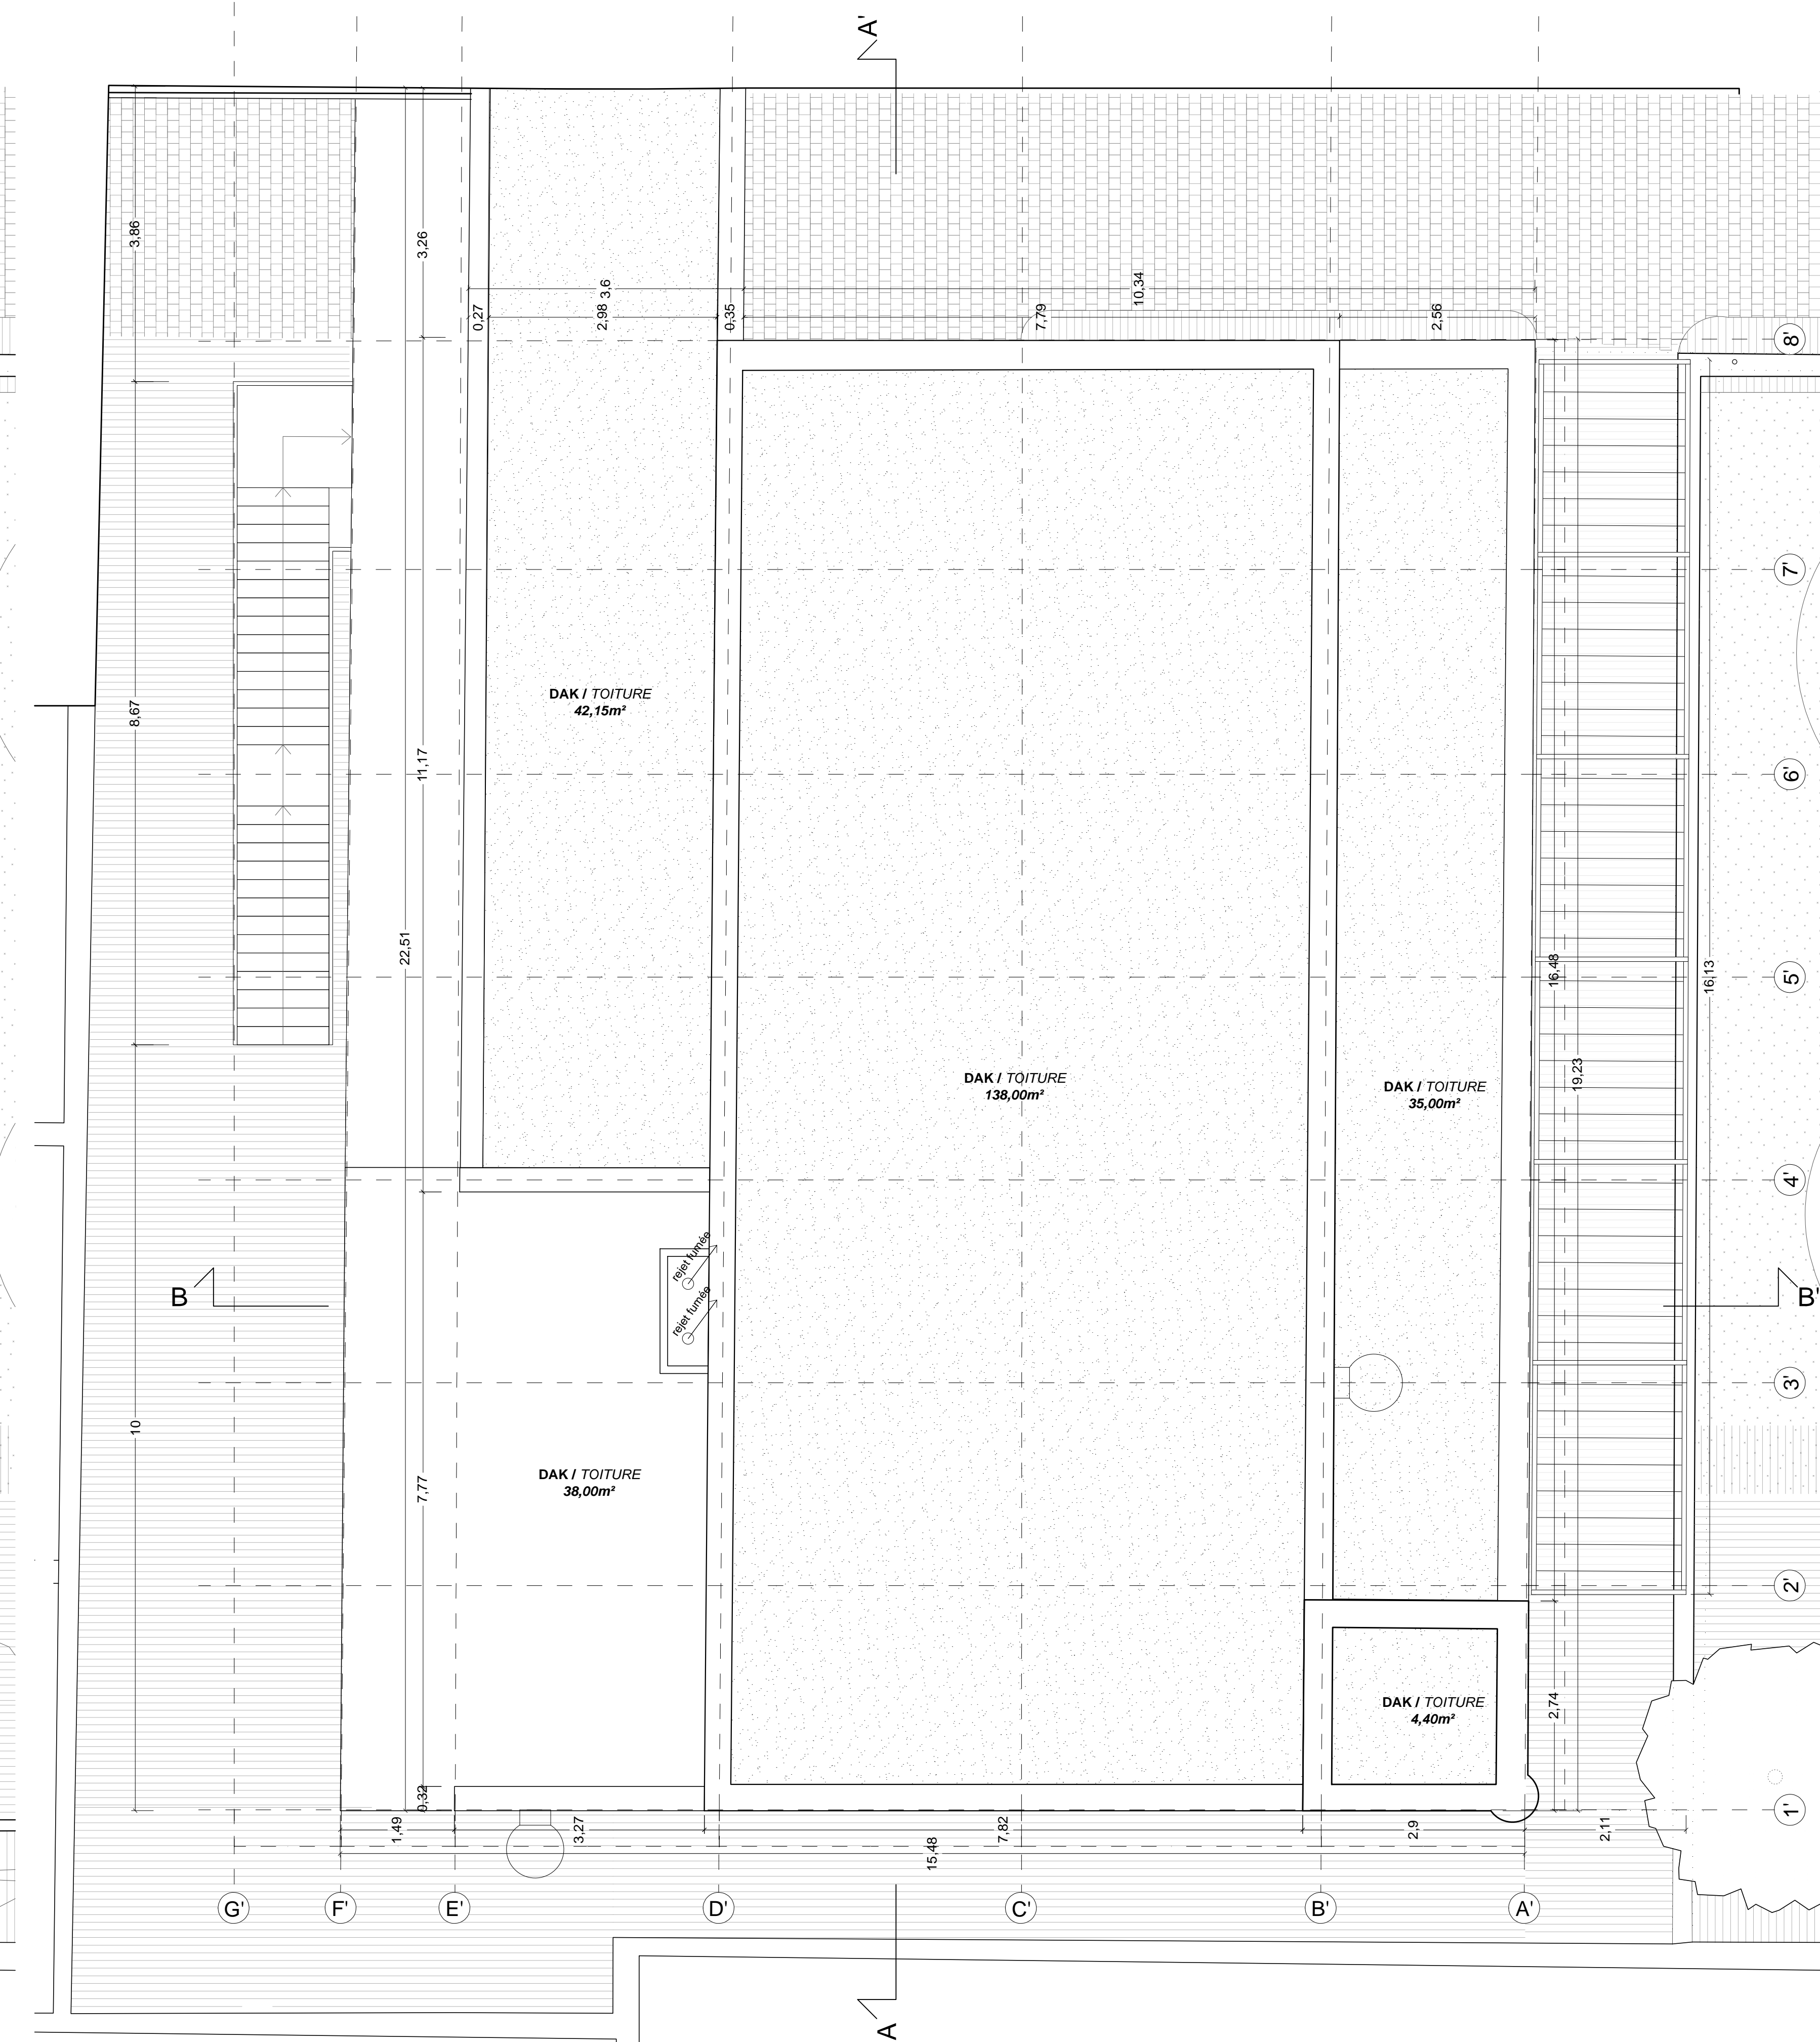 A'
3,86
3,26
3,6
10,34
0,27
2,98
0,35
7,79
2,56
8'
7'
DAK / TOITURE
42,15m²
8,67
11,17
6'
22,51
16,48
16,13
5'
19,23
DAK / TOITURE
138,00m²
DAK / TOITURE
35,00m²
4'
rejet fumée
rejet fumée
B
B'
3'
10
7,77
DAK / TOITURE
38,00m²
2'
DAK / TOITURE
4,40m²
2,74
0,32
1'
1,49
3,27
7,82
2,9
2,11
15,48
G'
F'
E'
D'
C'
B'
A'
A